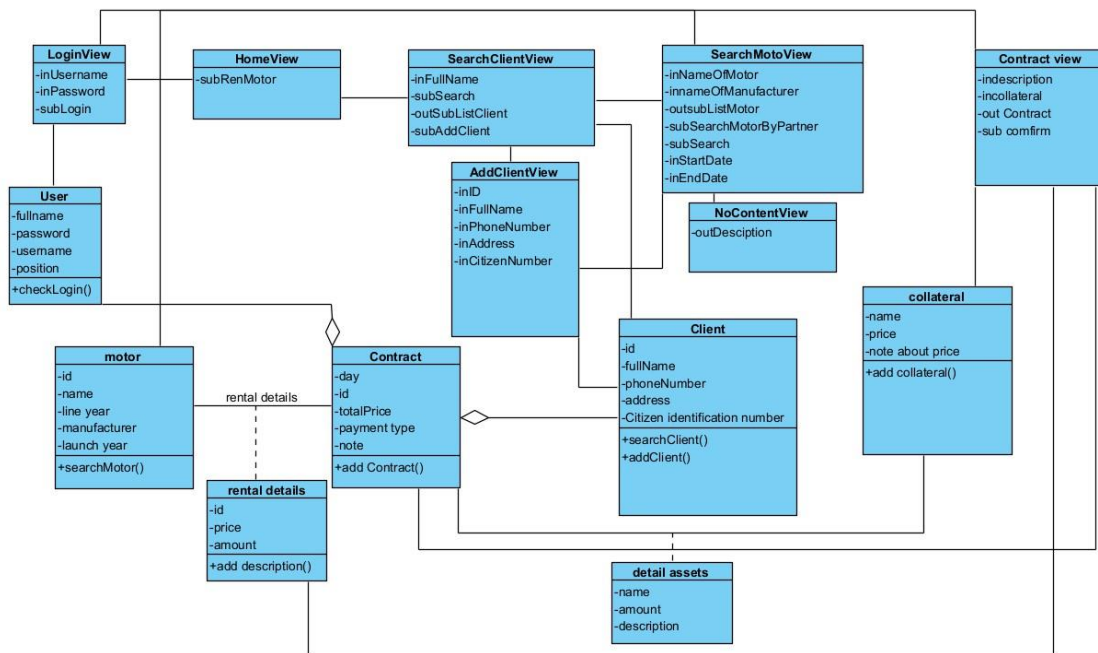 LoginView
-inUsername
-inPassword
-subLogin
HomeView
-subRenMotor
SearchClientView
-inFullName
-subSearch
-outSubListClient
-subAddClient
SearchMotoView
-inNameOfMotor
-innameOfManufacturer
-outsubListMotor
-subSearchMotorByPartner
-subSearch
-inStartDate
-inEndDate
Contract view
-indescription
-incollateral
-out Contract
-sub comfirm
User
-fullname
-password
-username
-position
+checkLogin()
AddClientView
-inID
-inFullName
-inPhoneNumber
-inAddress
-inCitizenNumber
NoContentView
-outDesciption
collateral
-name
-price
-note about price
+add collateral()
motor
-id
-name
-line year
-manufacturer
-launch year
+searchMotor()
rental details
Contract
-day
-id
-totalPrice
-payment type
-note
+add Contract()
Client
-id
-fullName
-phoneNumber
-address
-Citizen identification number
+searchClient()
+addClient()
rental details
-id
-price
-amount
+add description()
detail assets
-name
-amount
-description